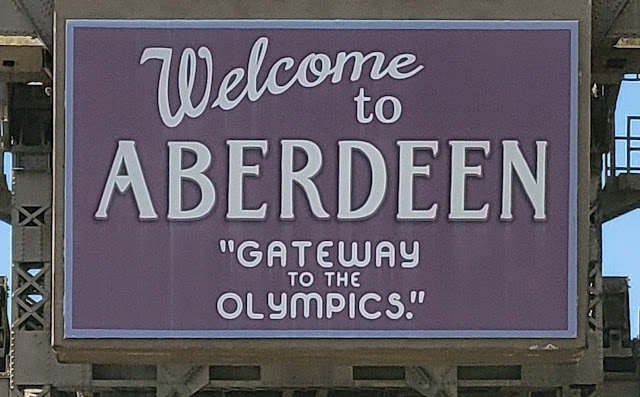 Welcome
to
ABERDEEN
"GATEWAY
TO THE
OLYMPICS."